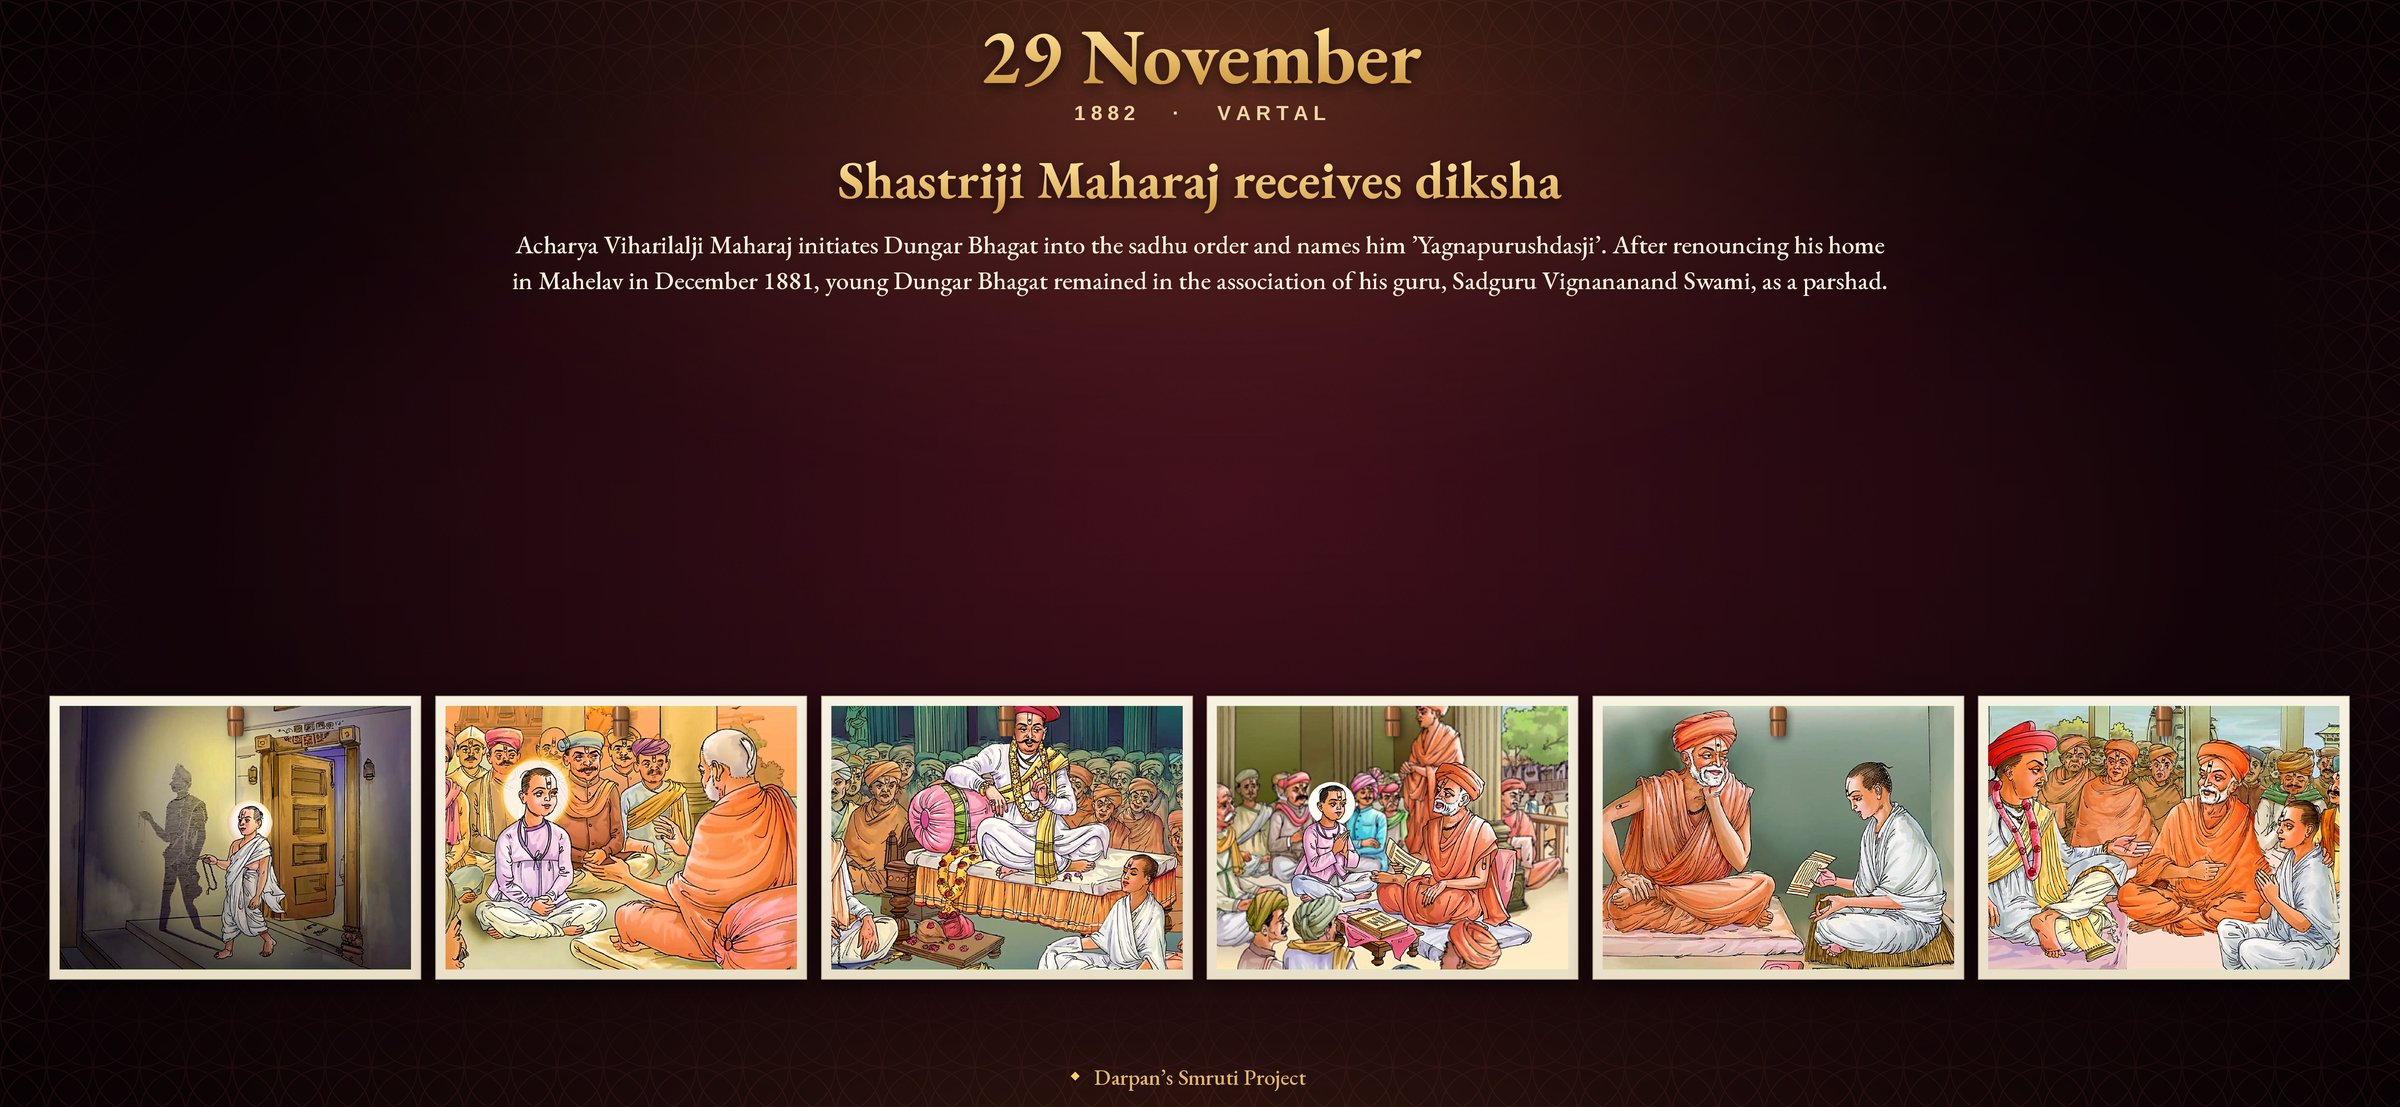 29 November
1882 · VARTAL
Shastriji Maharaj receives diksha
Acharya Viharilalji Maharaj initiates Dungar Bhagat into the sadhu order and names him ’Yagnapurushdasji’. After renouncing his home
in Mahelav in December 1881, young Dungar Bhagat remained in the association of his guru, Sadguru Vignananand Swami, as a parshad.
Darpan’s Smruti Project